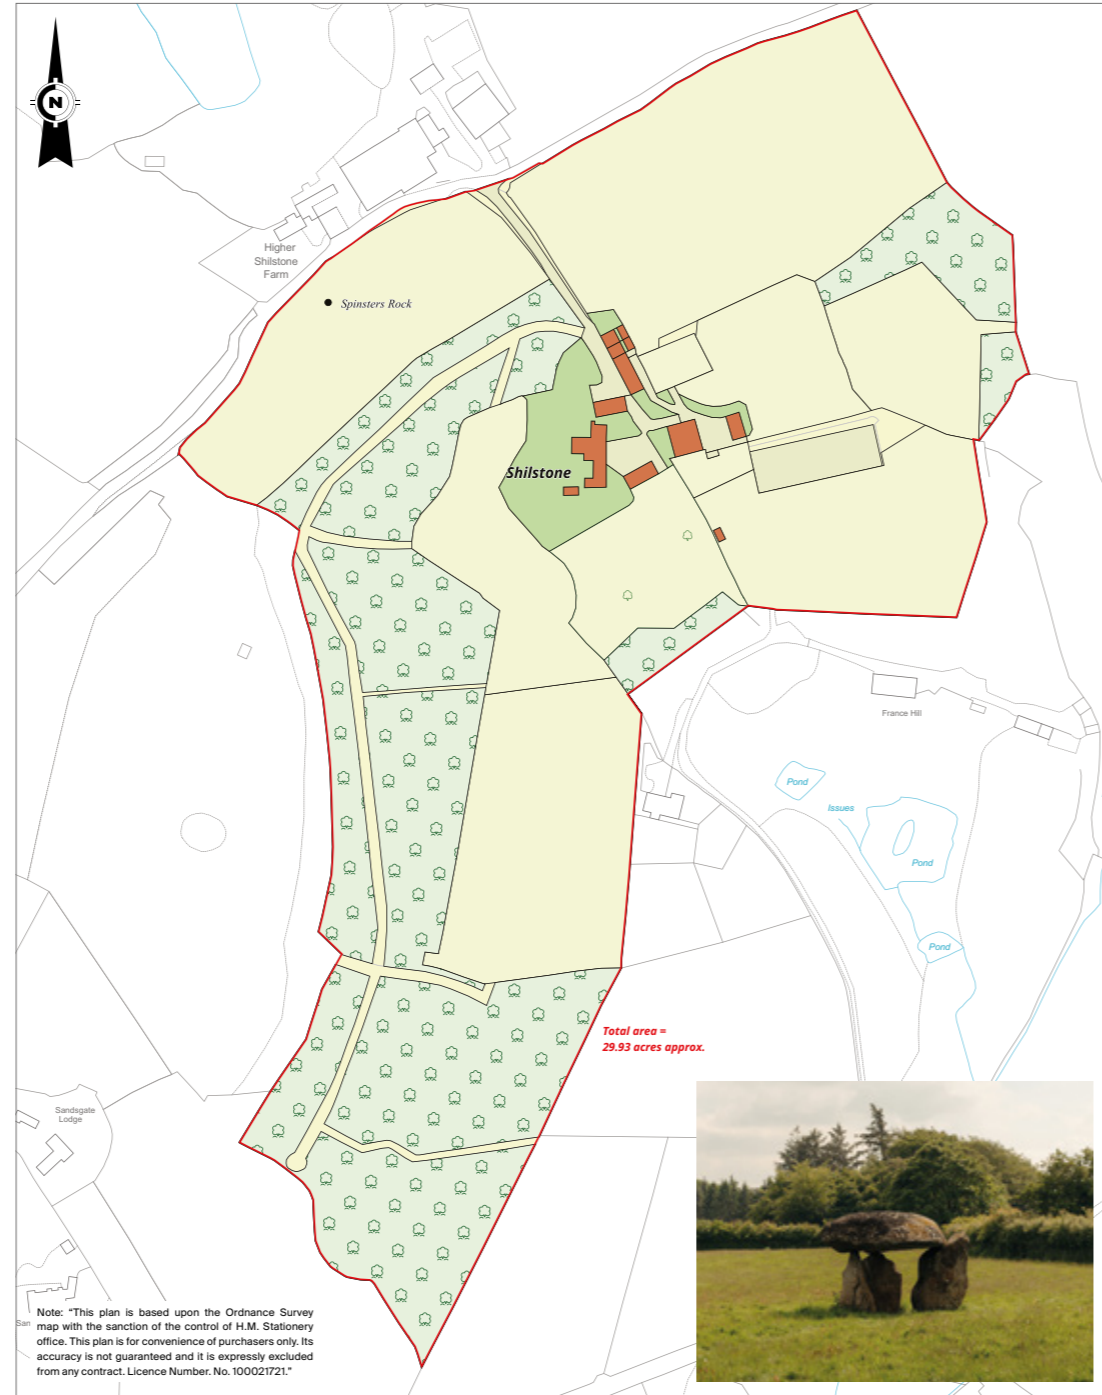 N
Higher
Shilstone
Farm
Spinsters Rock
Shilstone
France Hill
Pond
Issues
Pond
Pond
Total area =
29.93 acres approx.
Sandsgate
Lodge
San
Note: "This plan is based upon the Ordnance Survey
map with the sanction of the control of H.M. Stationery
office. This plan is for convenience of purchasers only. Its
accuracy is not guaranteed and it is expressly excluded
from any contract. Licence Number. No. 100021721."